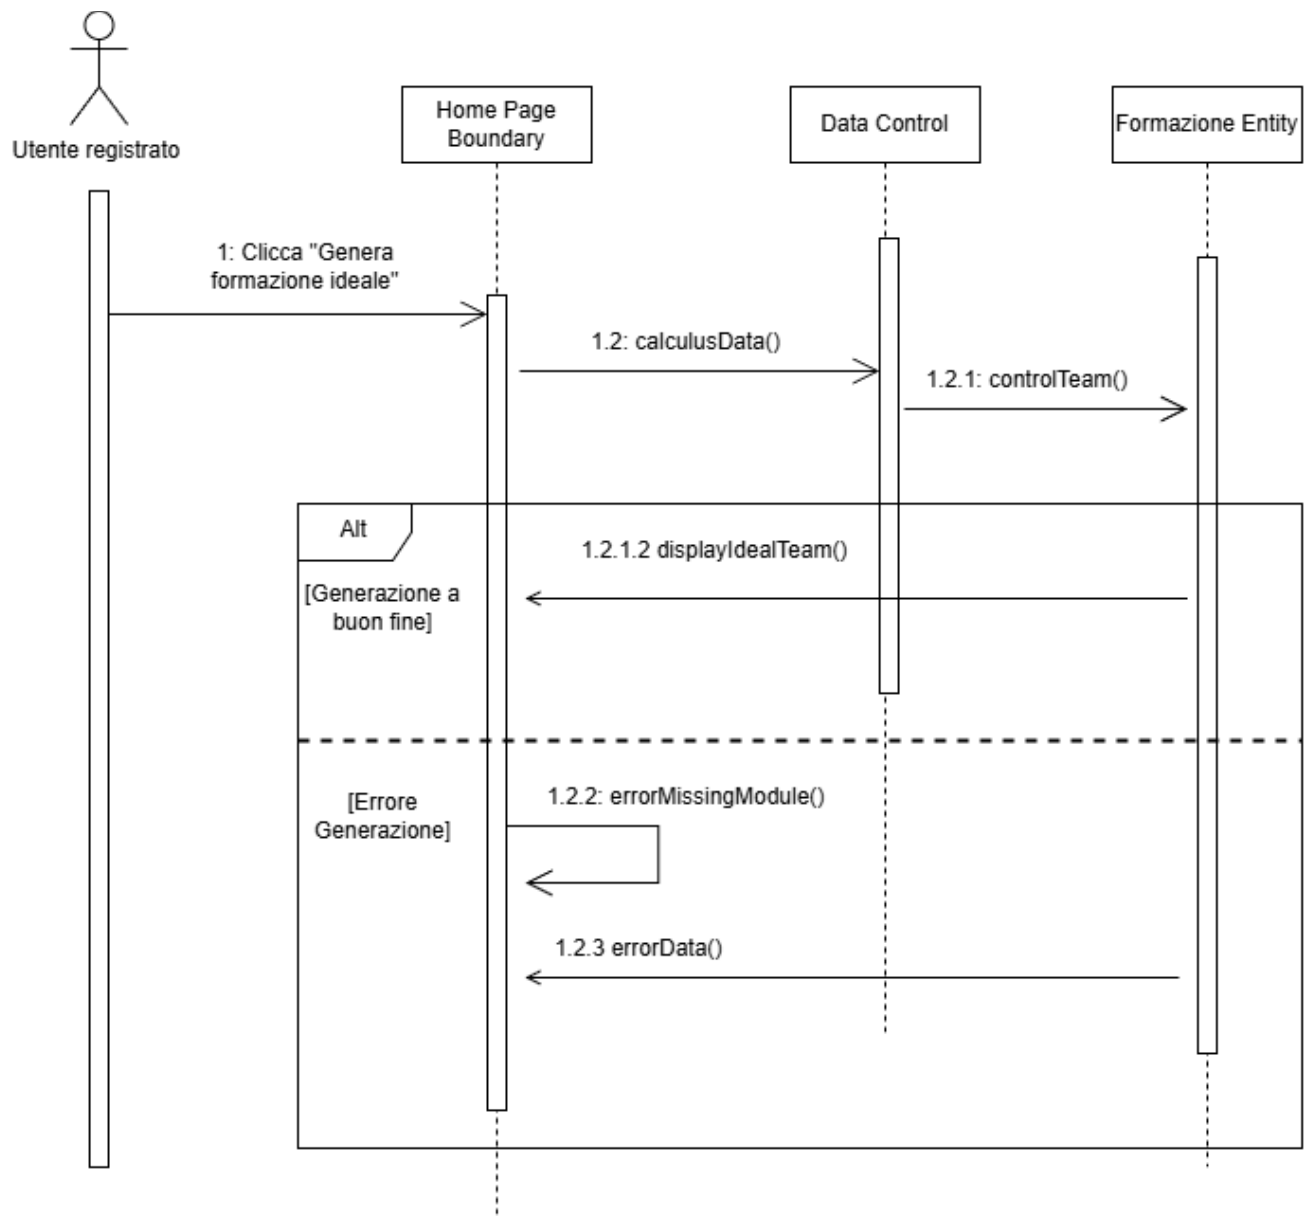 Utente registrato
Home Page
Boundary
Data Control
Formazione Entity
1: Clicca "Genera
formazione ideale"
1.2: calculusData()
1.2.1: controlTeam()
Alt
1.2.1.2 displayIdealTeam()
[Generazione a
buon fine]
1.2.2: errorMissingModule()
[Errore
Generazione]
1.2.3 errorData()